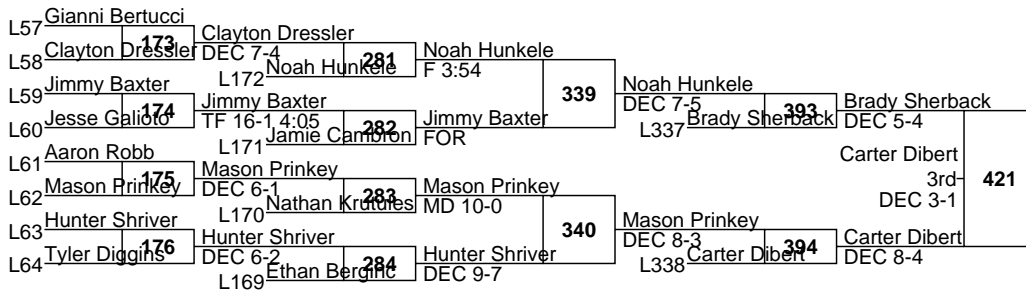 L57 Gianni Bertucci
173
L58 Clayton Dressler
Clayton Dressler
DEC 7-4
281
L172 Noah Hunkele
Noah Hunkele
F 3:54
L59 Jimmy Baxter
174
L60 Jesse Galioto
Jimmy Baxter
TF 16-1 4:05
282
L171 Jamie Cambron
Jimmy Baxter
FOR
339
Noah Hunkele
DEC 7-5
393
L337 Brady Sherback
Brady Sherback
DEC 5-4
L61 Aaron Robb
175
L62 Mason Prinkey
Mason Prinkey
DEC 6-1
283
L170 Nathan Krutules
Mason Prinkey
MD 10-0
L63 Hunter Shriver
176
L64 Tyler Diggins
Hunter Shriver
DEC 6-2
284
L169 Ethan Berginc
Hunter Shriver
DEC 9-7
340
Mason Prinkey
DEC 8-3
394
L338 Carter Dibert
Carter Dibert
DEC 8-4
Carter Dibert
3rd
DEC 3-1
421